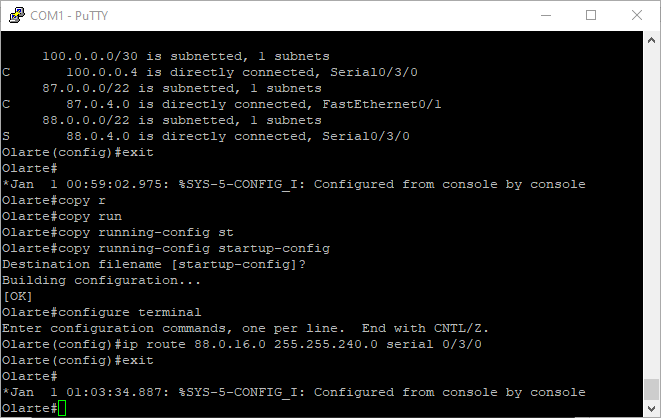 COM1 - PuTTY
100.0.0.0/30 is subnetted, 1 subnets
C       100.0.0.4 is directly connected, Serial0/3/0
87.0.0.0/22 is subnetted, 1 subnets
C       87.0.4.0 is directly connected, FastEthernet0/1
88.0.0.0/22 is subnetted, 1 subnets
S       88.0.4.0 is directly connected, Serial0/3/0
Olarte(config)#exit
Olarte#
*Jan  1 00:59:02.975: %SYS-5-CONFIG_I: Configured from console by console
Olarte#copy r
Olarte#copy run
Olarte#copy running-config st
Olarte#copy running-config startup-config
Destination filename [startup-config]?
Building configuration...
[OK]
Olarte#configure terminal
Enter configuration commands, one per line.  End with CNTL/Z.
Olarte(config)#ip route 88.0.16.0 255.255.240.0 serial 0/3/0
Olarte(config)#exit
Olarte#
*Jan  1 01:03:34.887: %SYS-5-CONFIG_I: Configured from console by console
Olarte#